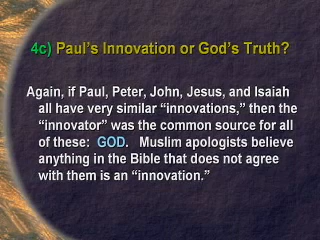 4c) Paul's Innovation or God's Truth?
Again, if Paul, Peter, John, Jesus, and Isaiah
all have very similar “innovations,” then the
“innovator” was the common source for all
of these:  GOD.   Muslim apologists believe
anything in the Bible that does not agree
with them is an “innovation.”